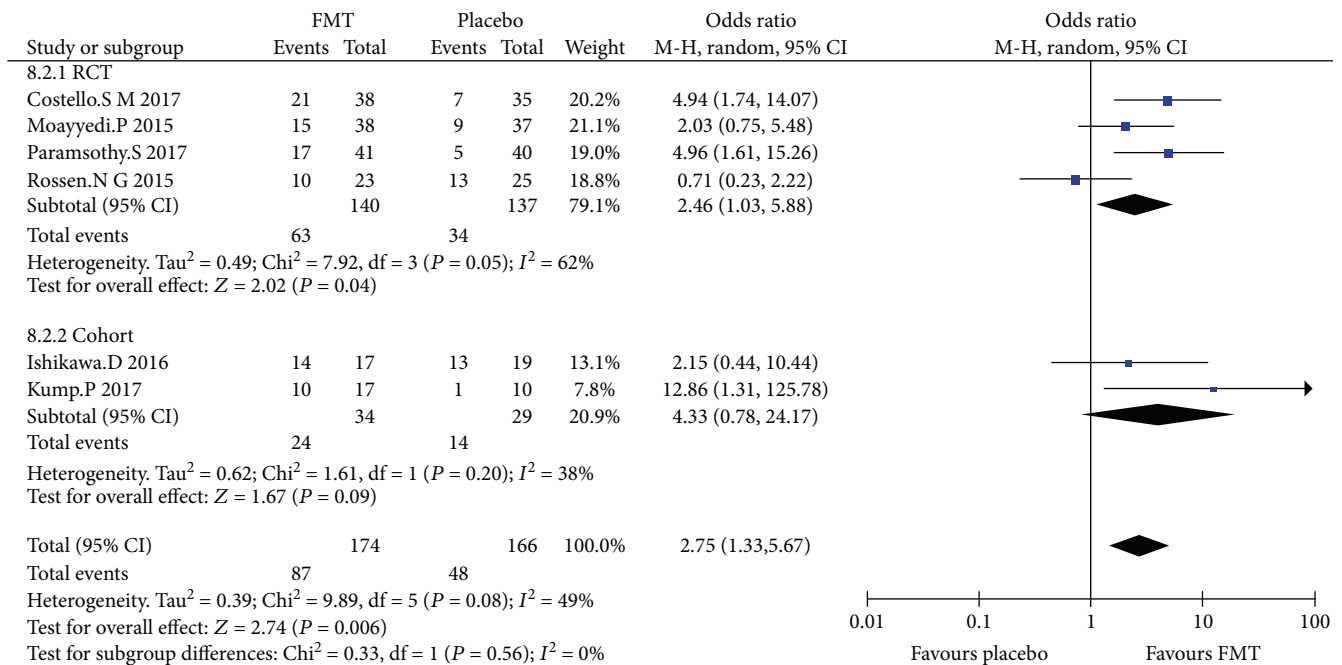 FMT Placebo Odds ratio Odds ratio
Study or subgroup Events Total Events Total Weight M-H, random, 95% CI M-H, random, 95% CI
8.2.1 RCT
Costello.S M 2017 21 38 7 35 20.2% 4.94 (1.74, 14.07)
Moayyedi.P 2015 15 38 9 37 21.1% 2.03 (0.75, 5.48)
Paramsothy.S 2017 17 41 5 40 19.0% 4.96 (1.61, 15.26)
Rossen.N G 2015 10 23 13 25 18.8% 0.71 (0.23, 2.22)
Subtotal (95% CI) 140 137 79.1% 2.46 (1.03, 5.88)
Total events 63 34
Heterogeneity. Tau² = 0.49; Chi² = 7.92, df = 3 (P = 0.05); I² = 62%
Test for overall effect: Z = 2.02 (P = 0.04)
8.2.2 Cohort
Ishikawa.D 2016 14 17 13 19 13.1% 2.15 (0.44, 10.44)
Kump.P 2017 10 17 1 10 7.8% 12.86 (1.31, 125.78)
Subtotal (95% CI) 34 29 20.9% 4.33 (0.78, 24.17)
Total events 24 14
Heterogeneity. Tau² = 0.62; Chi² = 1.61, df = 1 (P = 0.20); I² = 38%
Test for overall effect: Z = 1.67 (P = 0.09)
Total (95% CI) 174 166 100.0% 2.75 (1.33,5.67)
Total events 87 48
Heterogeneity. Tau² = 0.39; Chi² = 9.89, df = 5 (P = 0.08); I² = 49%
Test for overall effect: Z = 2.74 (P = 0.006)
Test for subgroup differences: Chi² = 0.33, df = 1 (P = 0.56); I² = 0%
0.01 0.1 1 10 100
Favours placebo Favours FMT